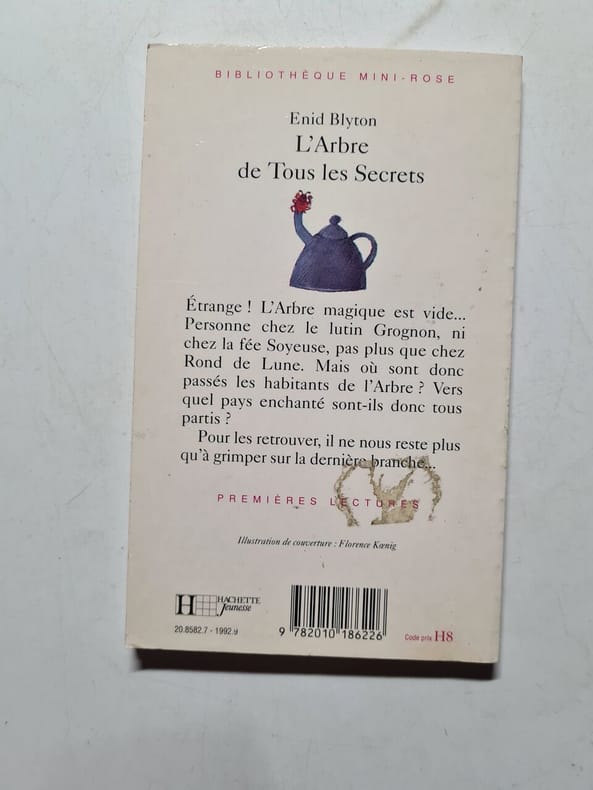 BIBLIOTHÈQUE MINI-ROSE
Enid Blyton
L'Arbre
de Tous les Secrets
Étrange ! L'Arbre magique est vide...
Personne chez le lutin Grognon, ni
chez la fée Soyeuse, pas plus que chez
Rond de Lune. Mais où sont donc
passés les habitants de l'Arbre ? Vers
quel pays enchanté sont-ils donc tous
partis ?
Pour les retrouver, il ne nous reste plus
qu'à grimper sur la dernière branche...
PREMIÈRES LECTURES
Illustration de couverture : Florence Kœnig
H HACHETTE
Jeunesse
20.8582.7 - 1992.9
9 782010 186226
Code prix H8